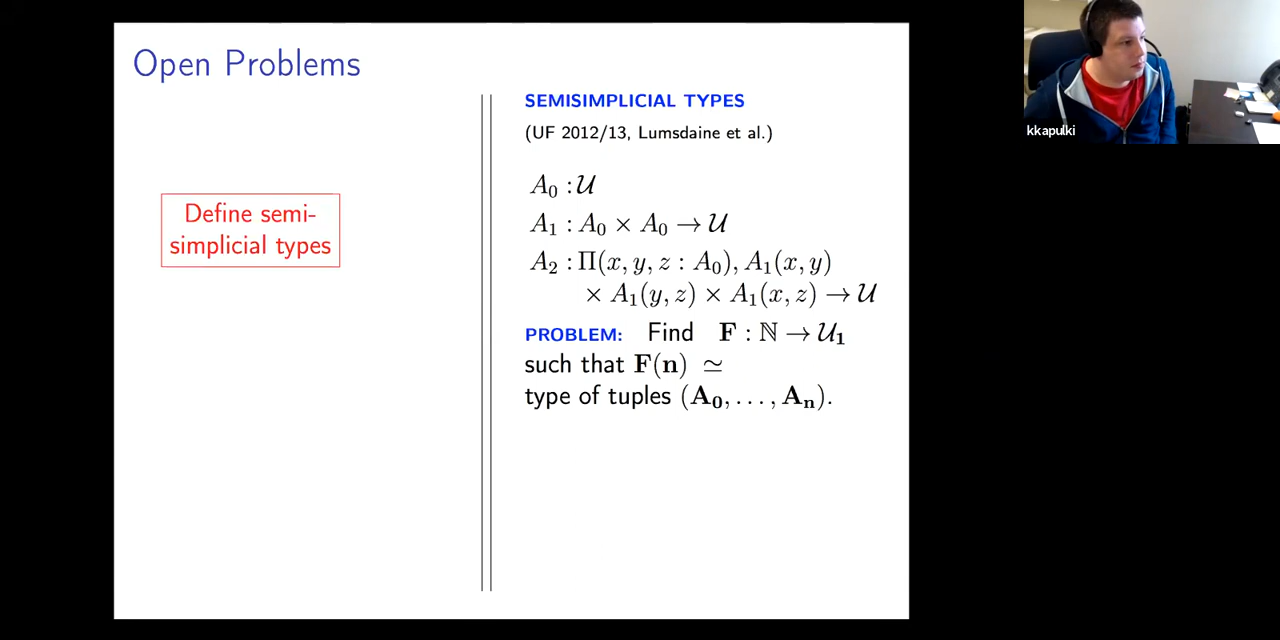 Open Problems
Define semi-
simplicial types
SEMISIMPLICIAL TYPES
(UF 2012/13, Lumsdaine et al.)
A₀ : 𝒰
A₁ : A₀ × A₀ → 𝒰
A₂ : Π(x, y, z : A₀), A₁(x, y)
× A₁(y, z) × A₁(x, z) → 𝒰
PROBLEM: Find F : ℕ → 𝒰₁
such that F(n) ≃
type of tuples (A₀, . . . , Aₙ).
kkapulki